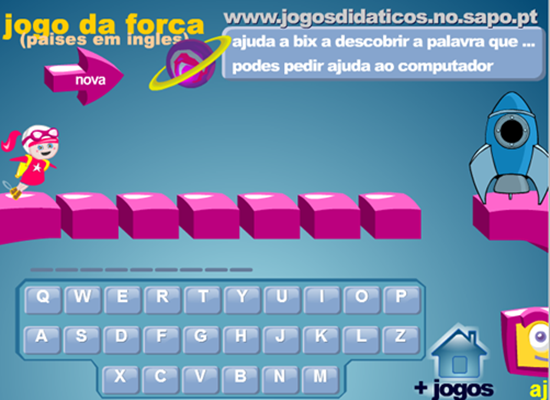 jogo da forca
(países em inglês)
nova
www.jogosdidaticos.no.sapo.pt
ajuda a bix a descobrir a palavra que ...
podes pedir ajuda ao computador
Q W E R T Y U I O P
A S D F G H J K L Z
X C V B N M
+ jogos
aj